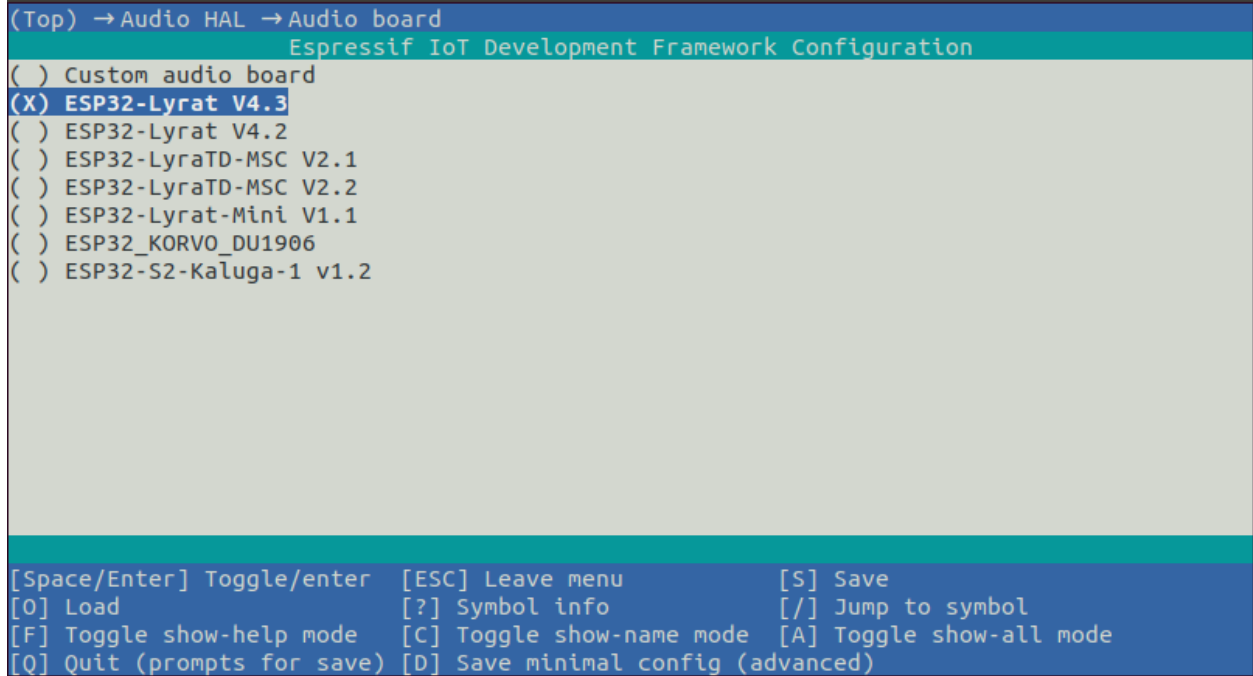 (Top) → Audio HAL → Audio board
Espressif IoT Development Framework Configuration
( ) Custom audio board
(X) ESP32-Lyrat V4.3
( ) ESP32-Lyrat V4.2
( ) ESP32-LyraTD-MSC V2.1
( ) ESP32-LyraTD-MSC V2.2
( ) ESP32-Lyrat-Mini V1.1
( ) ESP32_KORVO_DU1906
( ) ESP32-S2-Kaluga-1 v1.2
[Space/Enter] Toggle/enter [ESC] Leave menu [S] Save
[O] Load [?] Symbol info [/] Jump to symbol
[F] Toggle show-help mode [C] Toggle show-name mode [A] Toggle show-all mode
[Q] Quit (prompts for save) [D] Save minimal config (advanced)